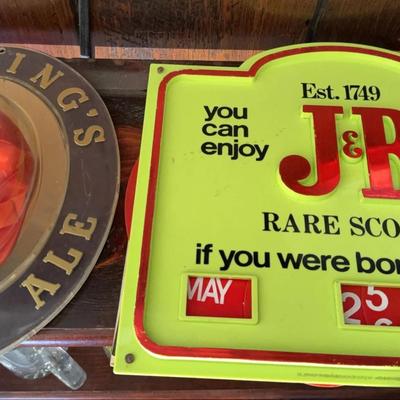 ING'S
ALE
Est. 1749
you
can
enjoy
J&B
RARE SCO
if you were bor
MAY
25